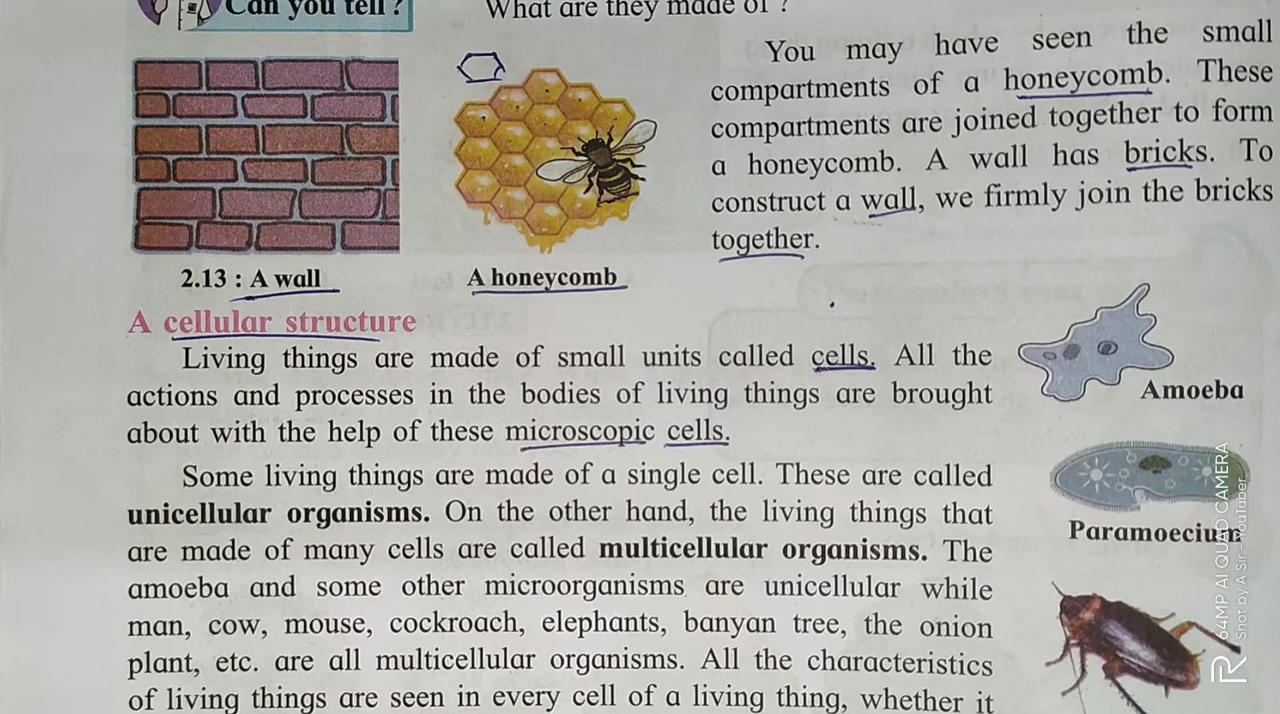 Can you tell ?
What are they made of ?
You may have seen the small
compartments of a honeycomb. These
compartments are joined together to form
a honeycomb. A wall has bricks. To
construct a wall, we firmly join the bricks
together.
2.13 : A wall
A honeycomb
A cellular structure
Living things are made of small units called cells. All the
actions and processes in the bodies of living things are brought
about with the help of these microscopic cells.
Some living things are made of a single cell. These are called
unicellular organisms. On the other hand, the living things that
are made of many cells are called multicellular organisms. The
amoeba and some other microorganisms are unicellular while
man, cow, mouse, cockroach, elephants, banyan tree, the onion
plant, etc. are all multicellular organisms. All the characteristics
of living things are seen in every cell of a living thing, whether it
Amoeba
Paramoecium
64MP AI QUAD CAMERA
Shot by A Sir - YouTuber